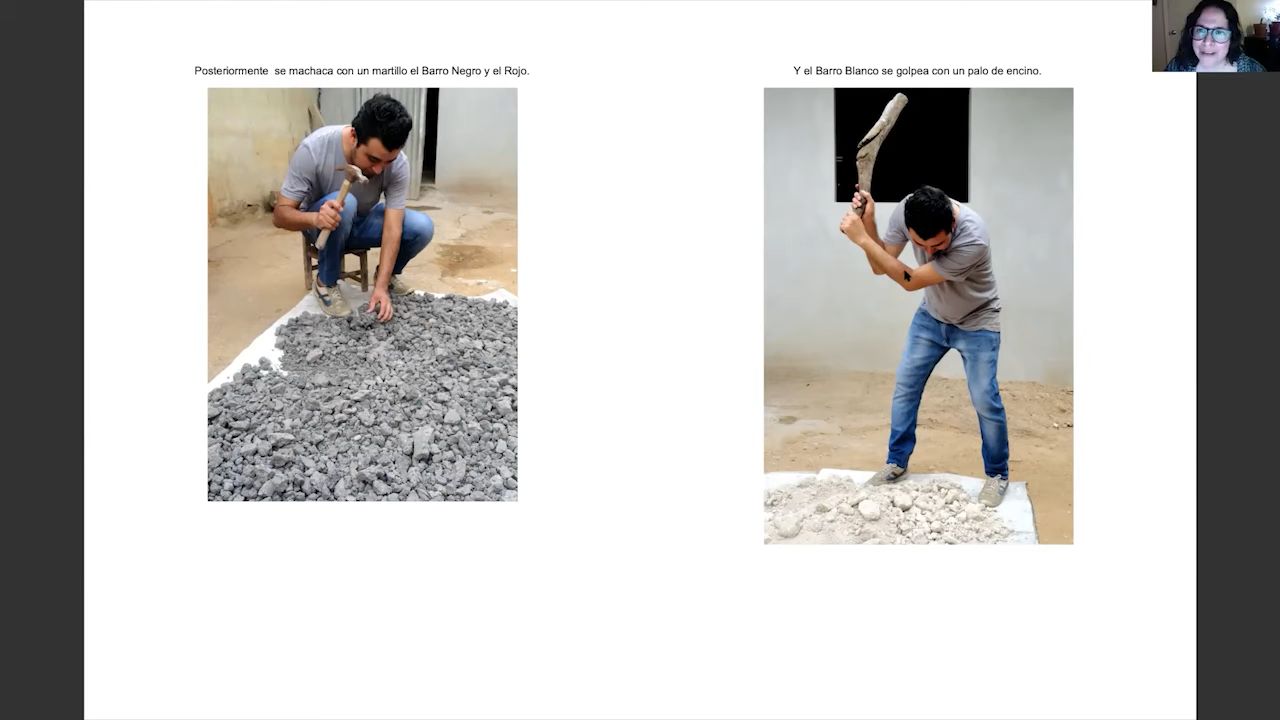 Posteriormente  se machaca con un martillo el Barro Negro y el Rojo.
Y el Barro Blanco se golpea con un palo de encino.